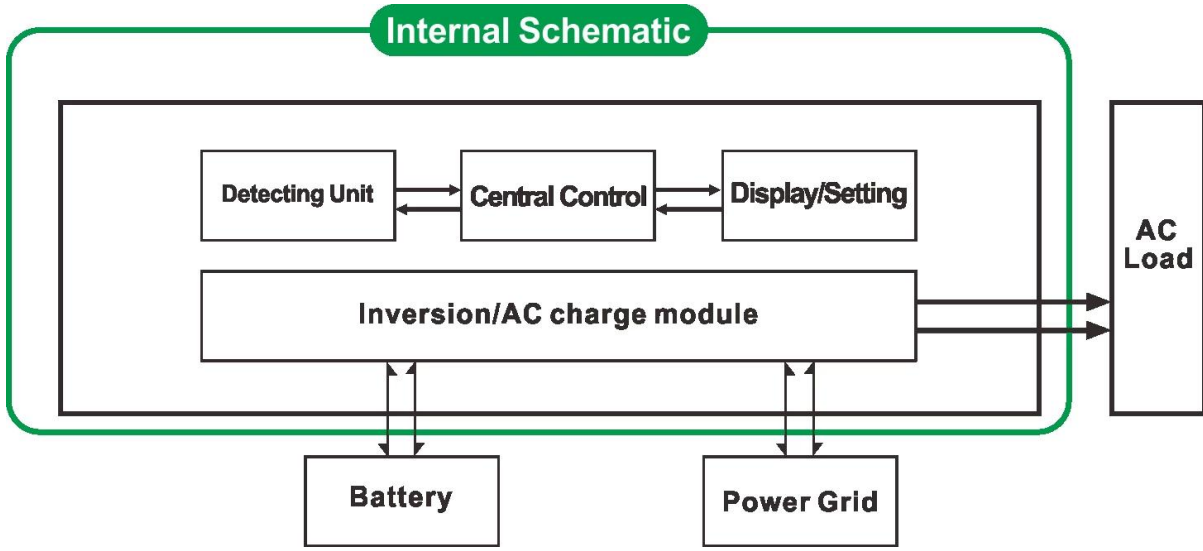 Internal Schematic
Detecting Unit
Central Control
Display/Setting
AC
Load
Inversion/AC charge module
Battery
Power Grid